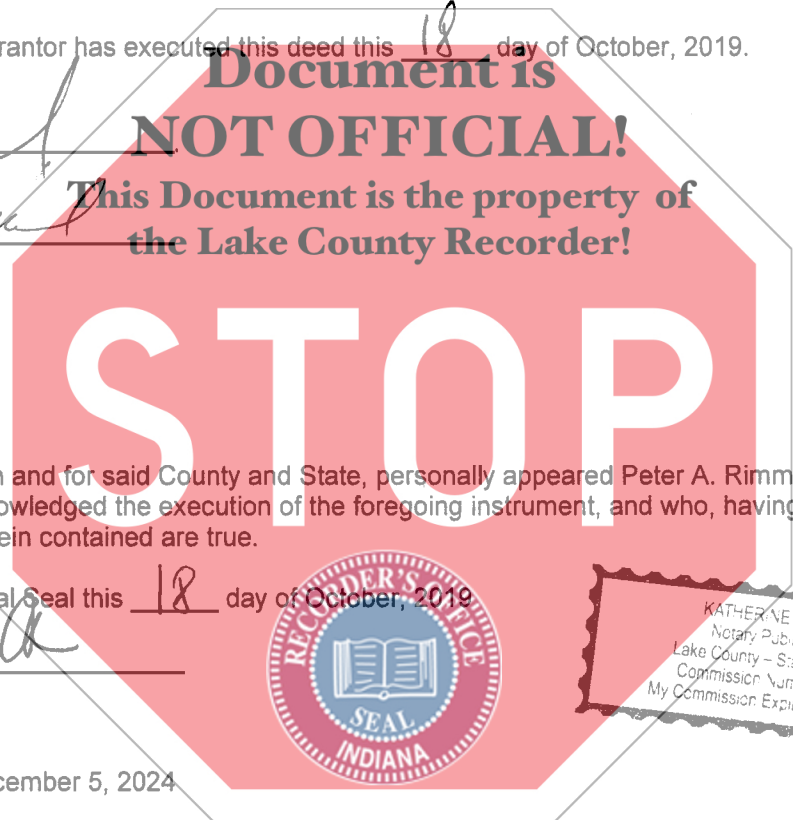 rantor has executed this deed this 18 day of October, 2019.
Document is
NOT OFFICIAL!
This Document is the property of
the Lake County Recorder!
STOP
n and for said County and State, personally appeared Peter A. Rimm
owledged the execution of the foregoing instrument, and who, having
ein contained are true.
al Seal this 18 day of October, 2019
RECORDER'S OFFICE
SEAL
INDIANA
KATHERINE
Notary Pub
Lake County – Sta
Commission Num
My Commission Expi
cember 5, 2024